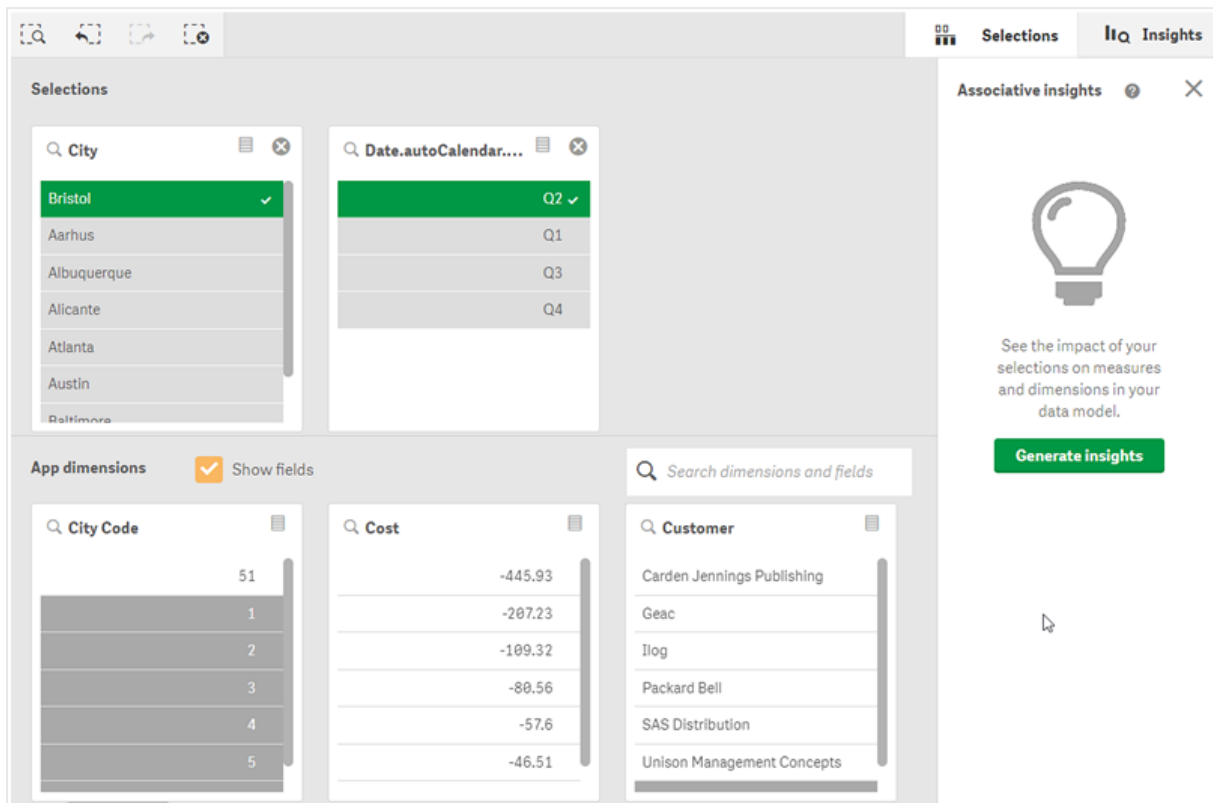 Selections
Insights
Selections
Associative insights ?
City
Date.autoCalendar....
Bristol
Aarhus
Albuquerque
Alicante
Atlanta
Austin
Baltimore
Q2
Q1
Q3
Q4
See the impact of your
selections on measures
and dimensions in your
data model.
Generate insights
App dimensions
Show fields
Search dimensions and fields
City Code
51
1
2
3
4
5
Cost
-445.93
-207.23
-109.32
-80.56
-57.6
-46.51
Customer
Carden Jennings Publishing
Geac
Ilog
Packard Bell
SAS Distribution
Unison Management Concepts